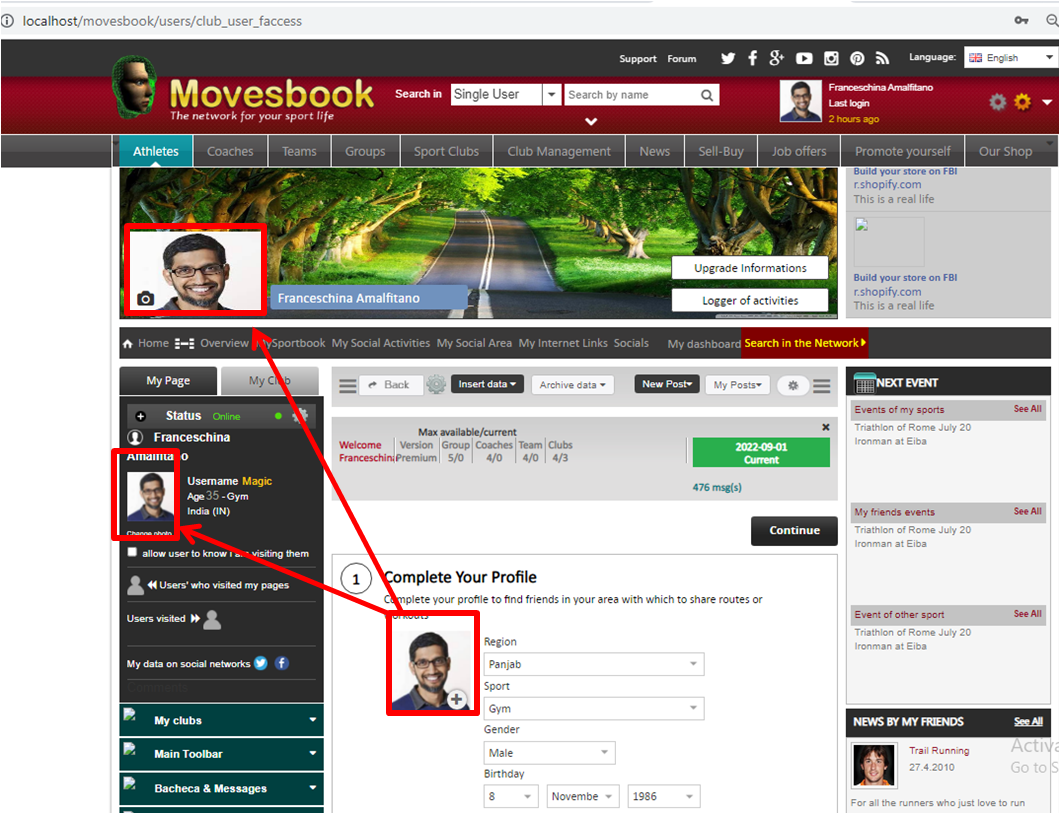 localhost/movesbook/users/club_user_faccess
Support Forum
Language: English
Movesbook
The network for your sport life
Search in Single User Search by name
Franceschina Amalfitano
Last login
2 hours ago
Athletes Coaches Teams Groups Sport Clubs Club Management News Sell-Buy Job offers Promote yourself Our Shop
Franceschina Amalfitano
Upgrade Informations
Logger of activities
Build your store on FBI
r.shopify.com
This is a real life
Build your store on FBI
r.shopify.com
This is a real life
Home Overview MySportbook My Social Activities My Social Area My Internet Links Socials My dashboard Search in the Network
My Page My Club
Status Online
Franceschina
Amalfitano
Username Magic
Age 35 - Gym
India (IN)
Change photo
allow user to know I am visiting them
Users' who visited my pages
Users visited
My data on social networks
Comments
My clubs
Main Toolbar
Bacheca & Messages
Back Insert data Archive data New Post My Posts
Max available/current
Welcome Version Group Coaches Team Clubs
Franceschina Premium 5/0 4/0 4/0 4/3
2022-09-01
Current
476 msg(s)
Continue
1 Complete Your Profile
Complete your profile to find friends in your area with which to share routes or
workouts
Region
Panjab
Sport
Gym
Gender
Male
Birthday
8 Novembe 1986
NEXT EVENT
Events of my sports See All
Triathlon of Rome July 20
Ironman at Eiba
My friends events See All
Triathlon of Rome July 20
Ironman at Eiba
Event of other sport See All
Triathlon of Rome July 20
Ironman at Eiba
NEWS BY MY FRIENDS See All
Trail Running
27.4.2010
For all the runners who just love to run
Activa
Go to S